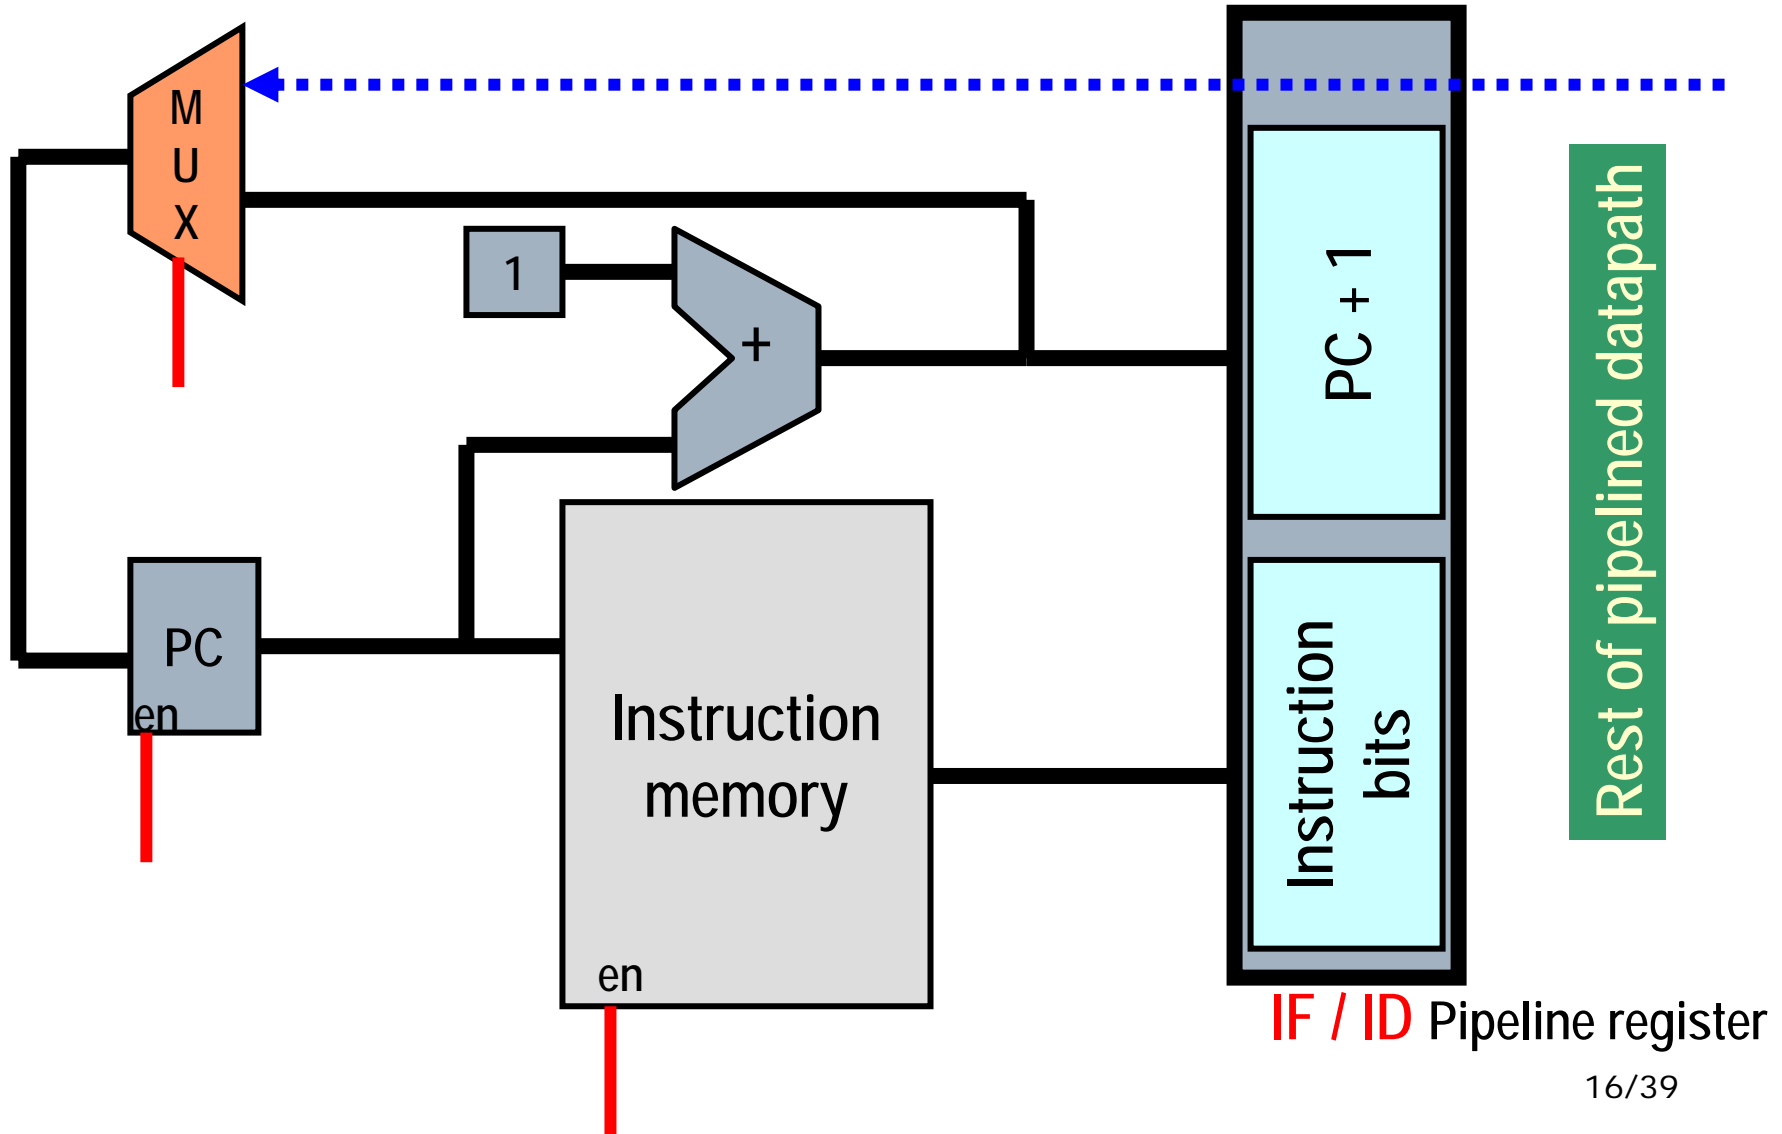 M
U
X
1
+
PC + 1
Rest of pipelined datapath
PC
en
Instruction
memory
en
Instruction
bits
IF / ID Pipeline register
16/39